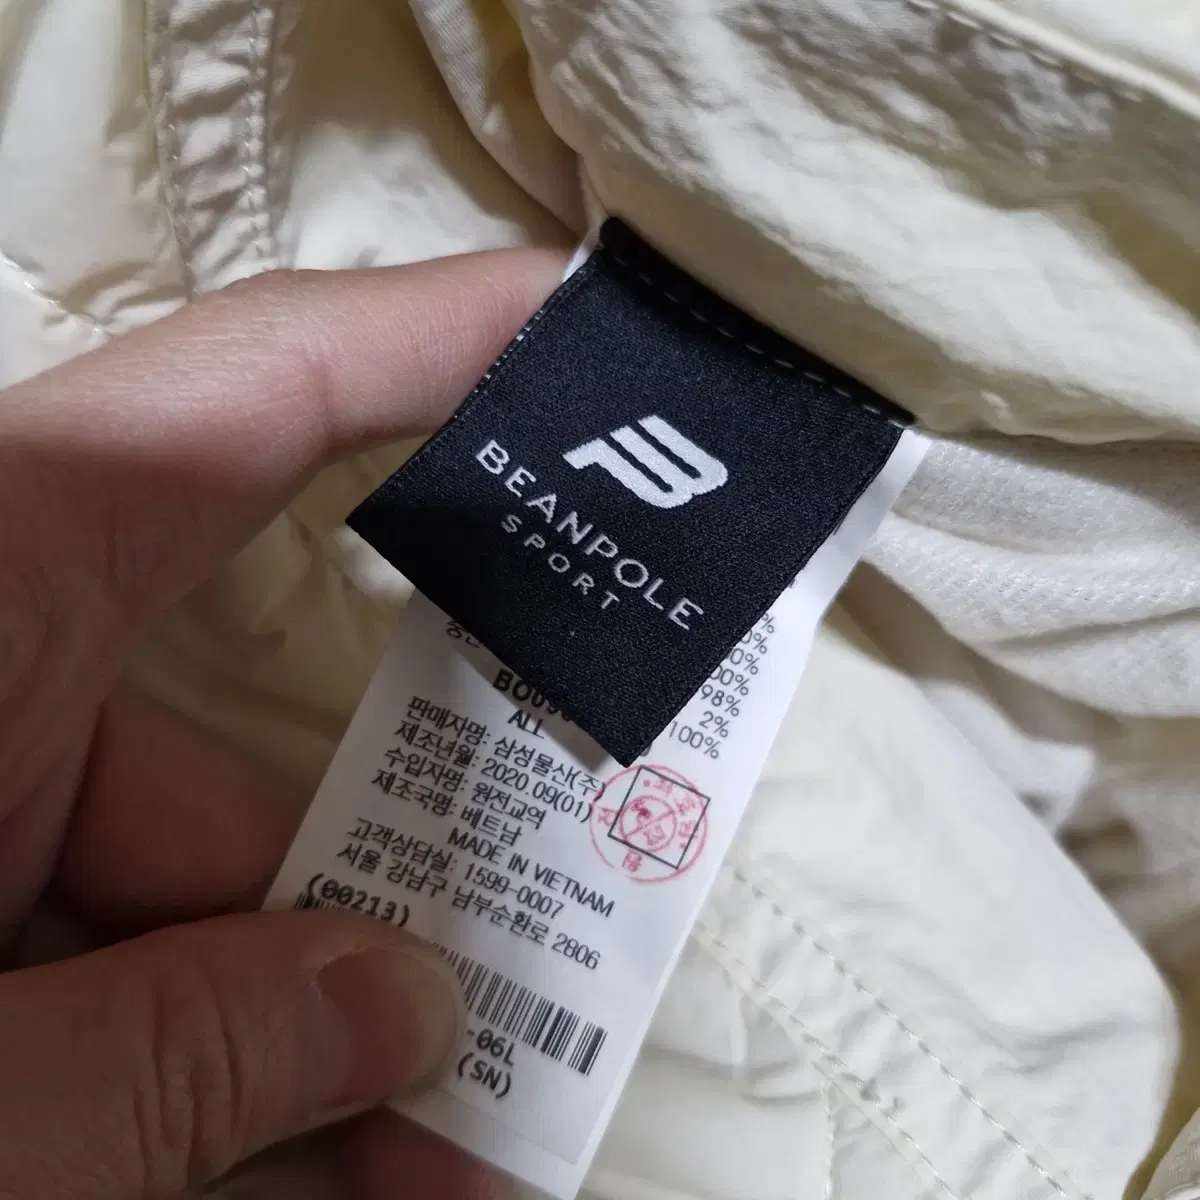 BEANPOLE
SPORT
98%
2%
100%
ALL
판매자명: 삼성물산(주)
제조년월: 2020.09(01)
수입자명: 원전교역
제조국명: 베트남
MADE IN VIETNAM
고객상담실: 1599-0007
서울 강남구 남부순환로 2806
(00213)
-06L
(SN)